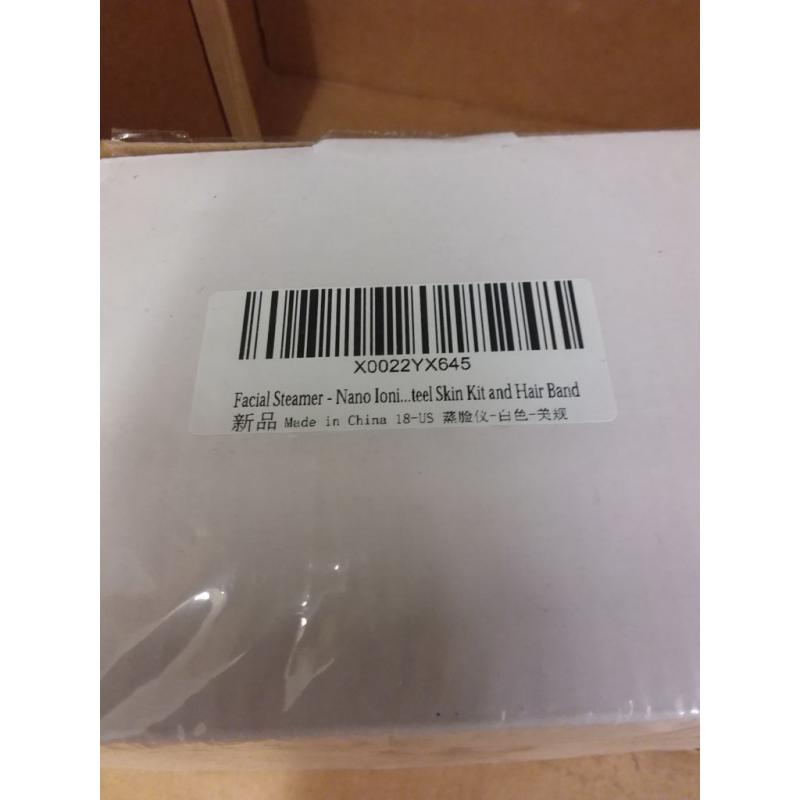 X0022YX645
Facial Steamer - Nano Ioni...teel Skin Kit and Hair Band
新品 Made in China 18-US 蒸脸仪-白色-美规